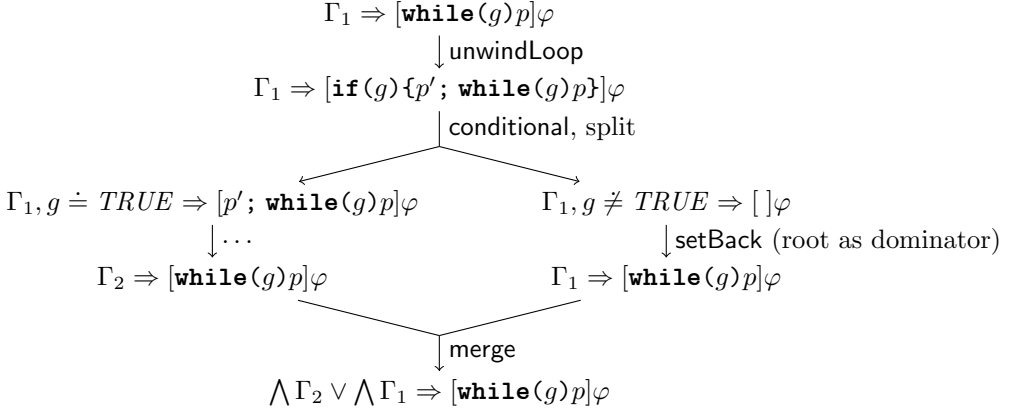 Γ₁ ⇒ [while(g)p]φ
unwindLoop
Γ₁ ⇒ [if(g){p′; while(g)p}]φ
conditional, split
Γ₁, g ≐ TRUE ⇒ [p′; while(g)p]φ
Γ₁, g ≐̸ TRUE ⇒ [ ]φ
···
setBack (root as dominator)
Γ₂ ⇒ [while(g)p]φ
Γ₁ ⇒ [while(g)p]φ
merge
⋀ Γ₂ ∨ ⋀ Γ₁ ⇒ [while(g)p]φ